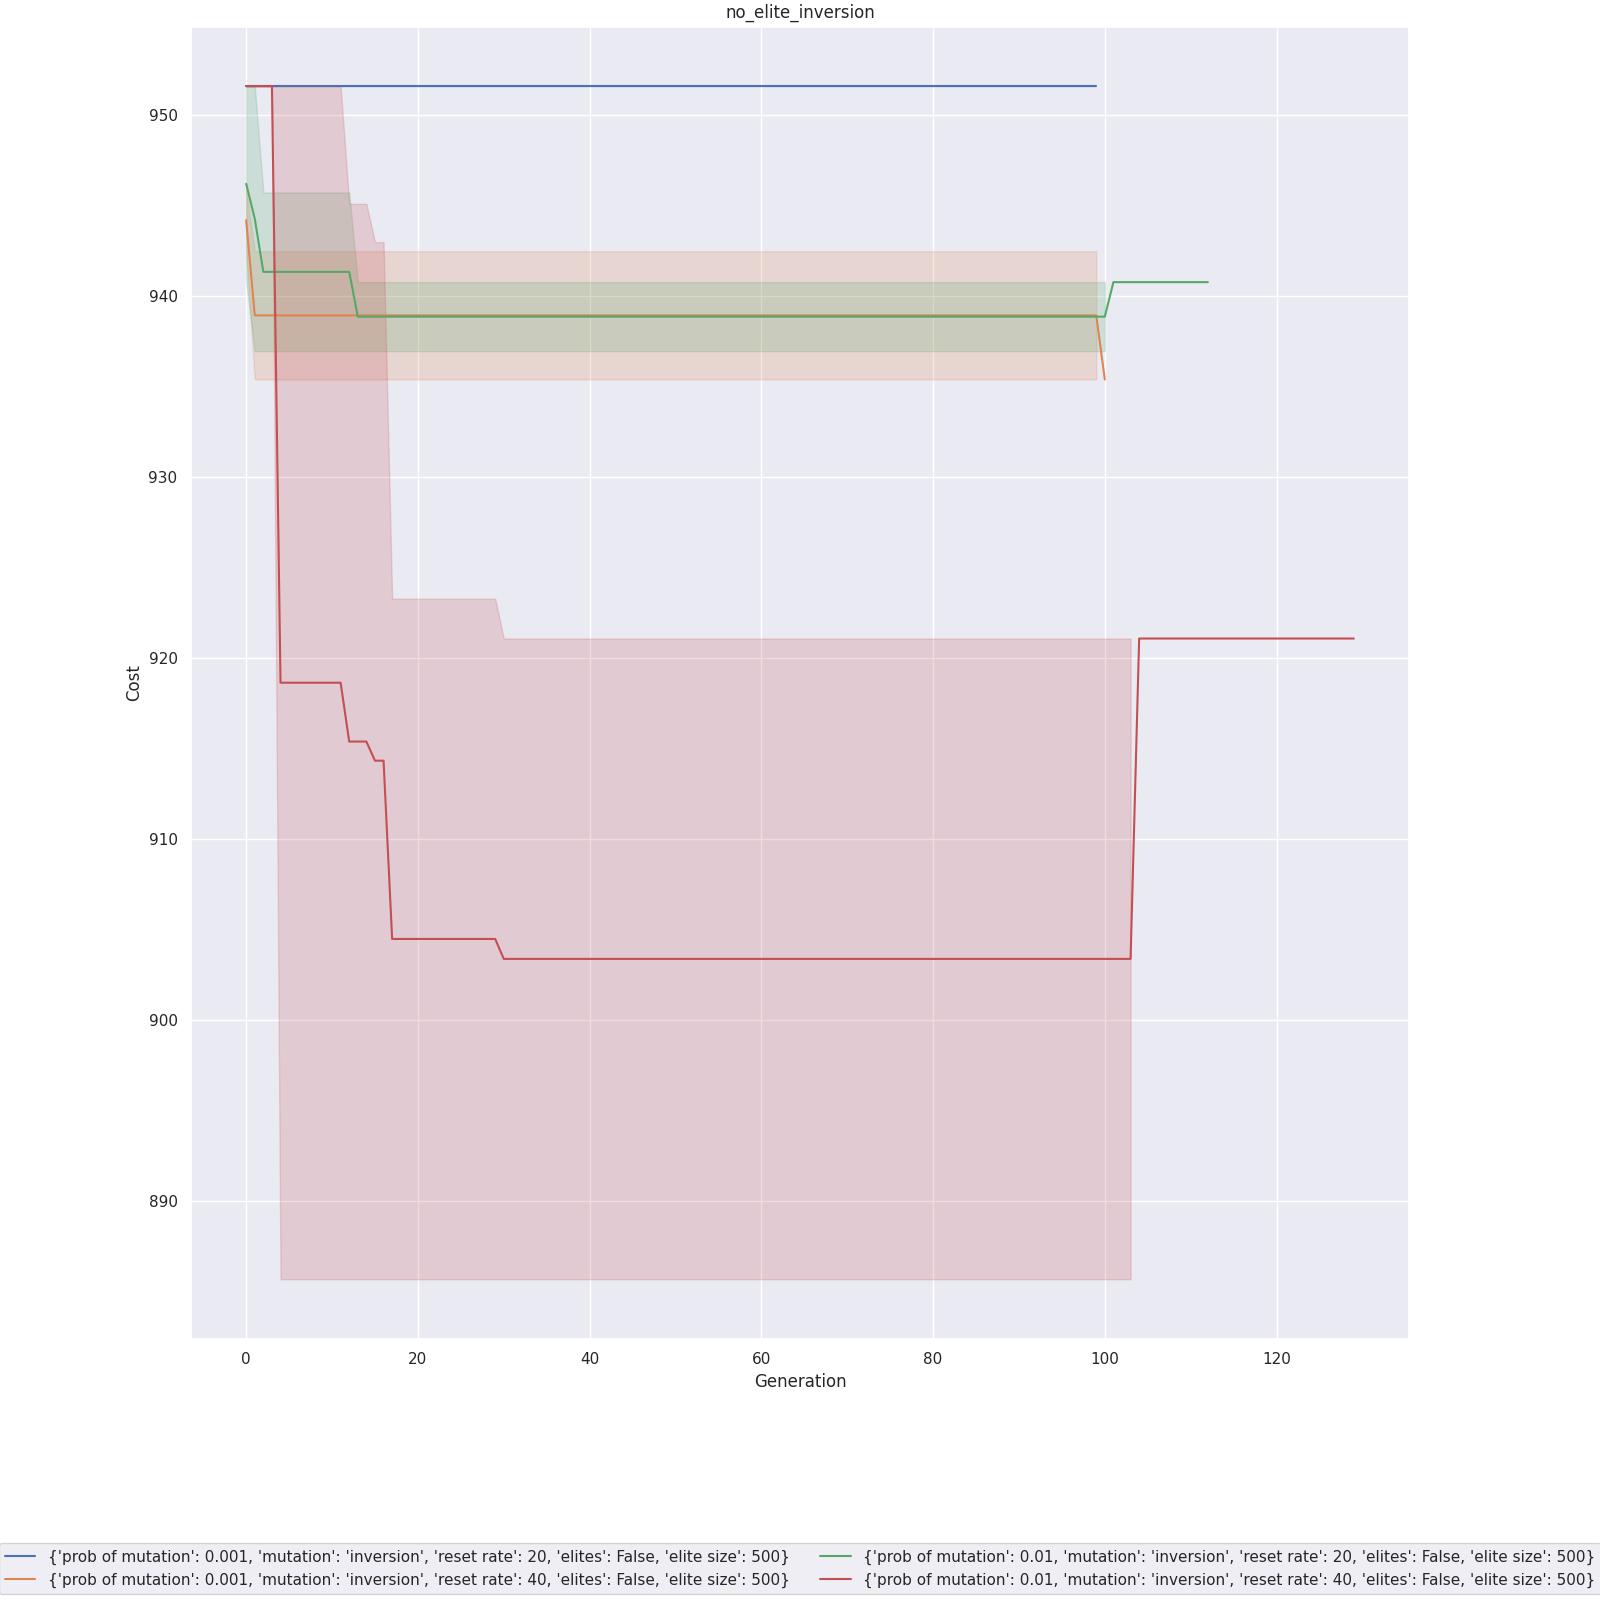 no_elite_inversion
950
940
930
920
910
900
890
Cost
0 20 40 60 80 100 120
Generation
{'prob of mutation': 0.001, 'mutation': 'inversion', 'reset rate': 20, 'elites': False, 'elite size': 500}
{'prob of mutation': 0.001, 'mutation': 'inversion', 'reset rate': 40, 'elites': False, 'elite size': 500}
{'prob of mutation': 0.01, 'mutation': 'inversion', 'reset rate': 20, 'elites': False, 'elite size': 500}
{'prob of mutation': 0.01, 'mutation': 'inversion', 'reset rate': 40, 'elites': False, 'elite size': 500}